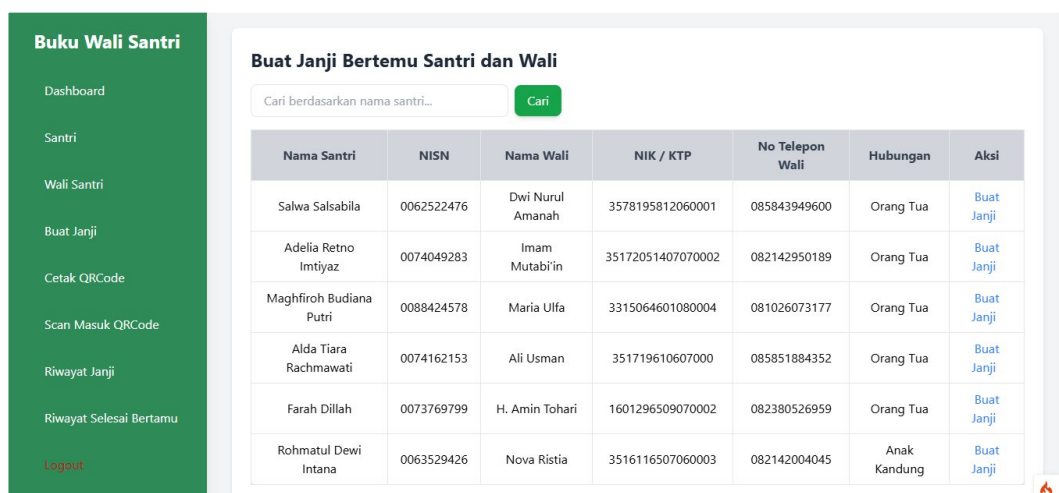 Buku Wali Santri
Dashboard
Santri
Wali Santri
Buat Janji
Cetak QRCode
Scan Masuk QRCode
Riwayat Janji
Riwayat Selesai Bertamu
Logout
Buat Janji Bertemu Santri dan Wali
Cari berdasarkan nama santri... Cari
Nama Santri NISN Nama Wali NIK / KTP No Telepon Wali Hubungan Aksi
Salwa Salsabila 0062522476 Dwi Nurul Amanah 3578195812060001 085843949600 Orang Tua Buat Janji
Adelia Retno Imtiyaz 0074049283 Imam Mutabi'in 35172051407070002 082142950189 Orang Tua Buat Janji
Maghfiroh Budiana Putri 0088424578 Maria Ulfa 3315064601080004 081026073177 Orang Tua Buat Janji
Alda Tiara Rachmawati 0074162153 Ali Usman 351719610607000 085851884352 Orang Tua Buat Janji
Farah Dillah 0073769799 H. Amin Tohari 1601296509070002 082380526959 Orang Tua Buat Janji
Rohmatul Dewi Intana 0063529426 Nova Ristia 3516116507060003 082142004045 Anak Kandung Buat Janji